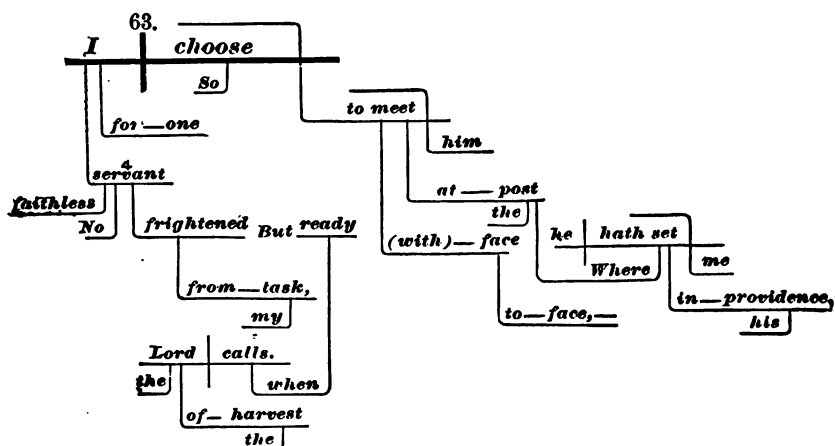 63.
I choose
So
for—one
to meet
him
servant 4
faithless
No
at—post
the
frightened But ready
(with)—face
he hath set
Where
me
from—task,
my
to—face,—
in—providence,
his
Lord calls.
the
when
of—harvest
the